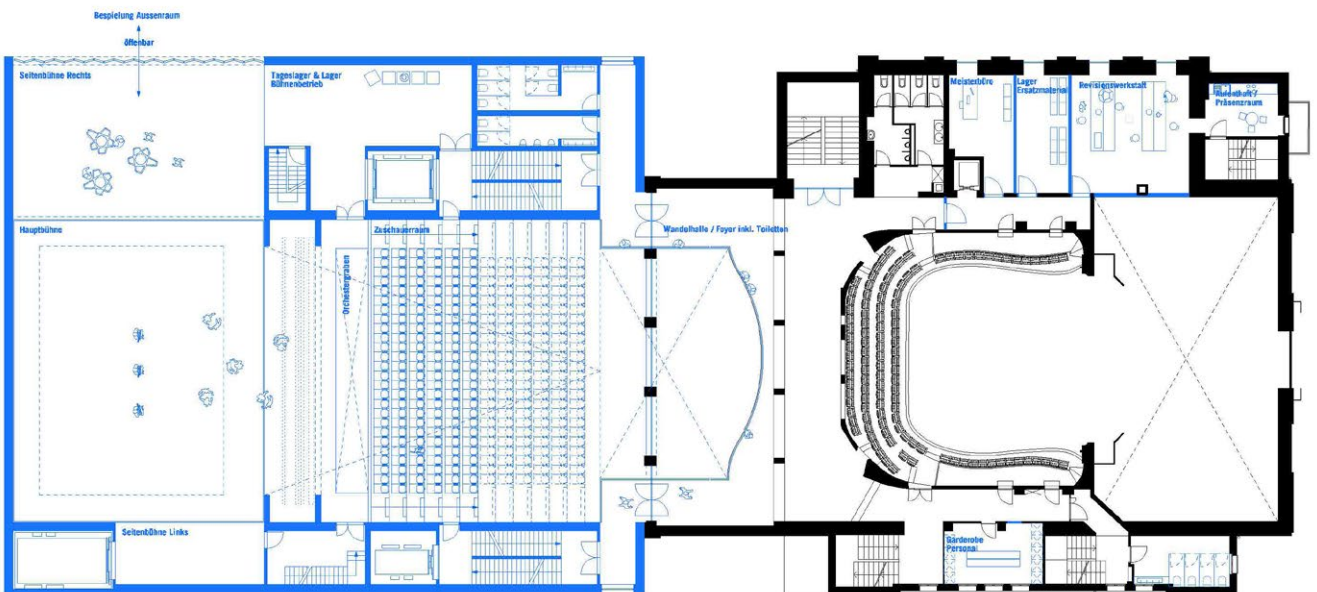 Bespielung Aussenraum
öffenbar
Seitenbühne Rechts
Tageslager & Lager
Bühnenbetrieb
Meisterbüro
Lager
Ersatzmaterial
Revisionswerkstatt
Aufenthalt /
Präsenzraum
Hauptbühne
Orchestergraben
Zuschauerraum
Wandelhalle / Foyer inkl. Toiletten
Seitenbühne Links
Garderobe
Personal